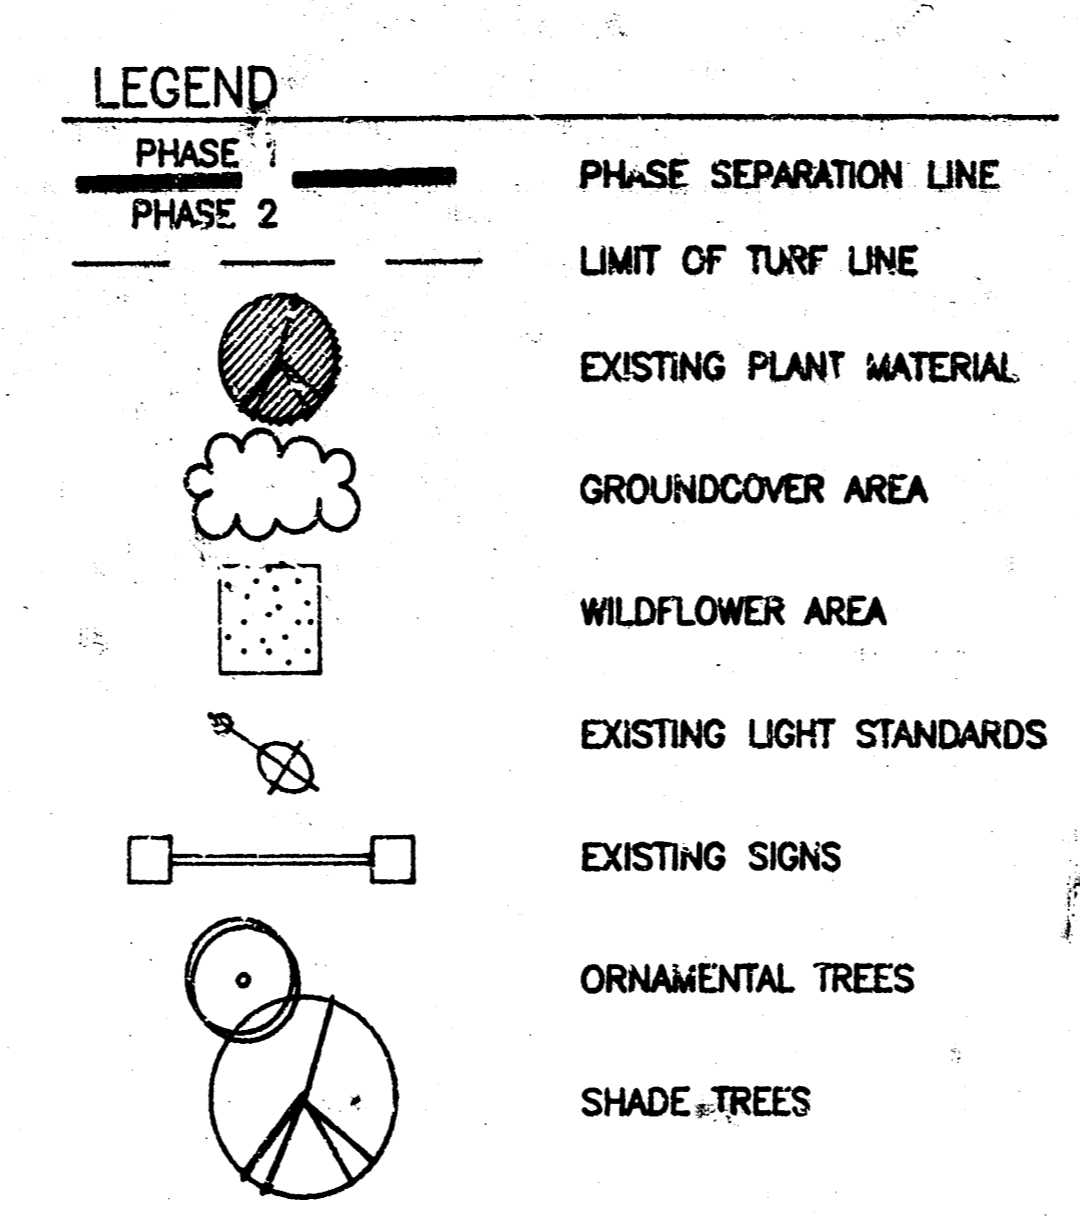 LEGEND
PHASE 1
PHASE SEPARATION LINE
PHASE 2
LIMIT OF TURF LINE
EXISTING PLANT MATERIAL
GROUNDCOVER AREA
WILDFLOWER AREA
EXISTING LIGHT STANDARDS
EXISTING SIGNS
ORNAMENTAL TREES
SHADE TREES